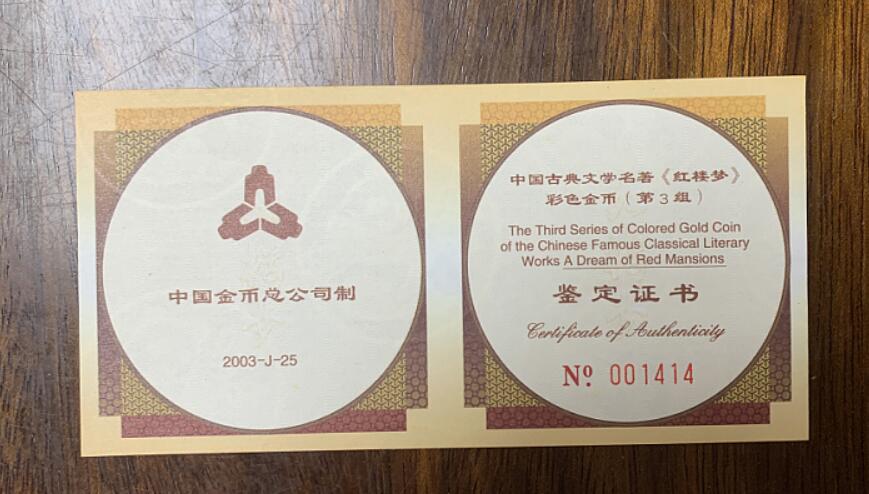 中国金币总公司制
2003-J-25
中国古典文学名著《红楼梦》
彩色金币（第3组）
The Third Series of Colored Gold Coin
of the Chinese Famous Classical Literary
Works A Dream of Red Mansions
鉴定证书
Certificate of Authenticity
Nº 001414